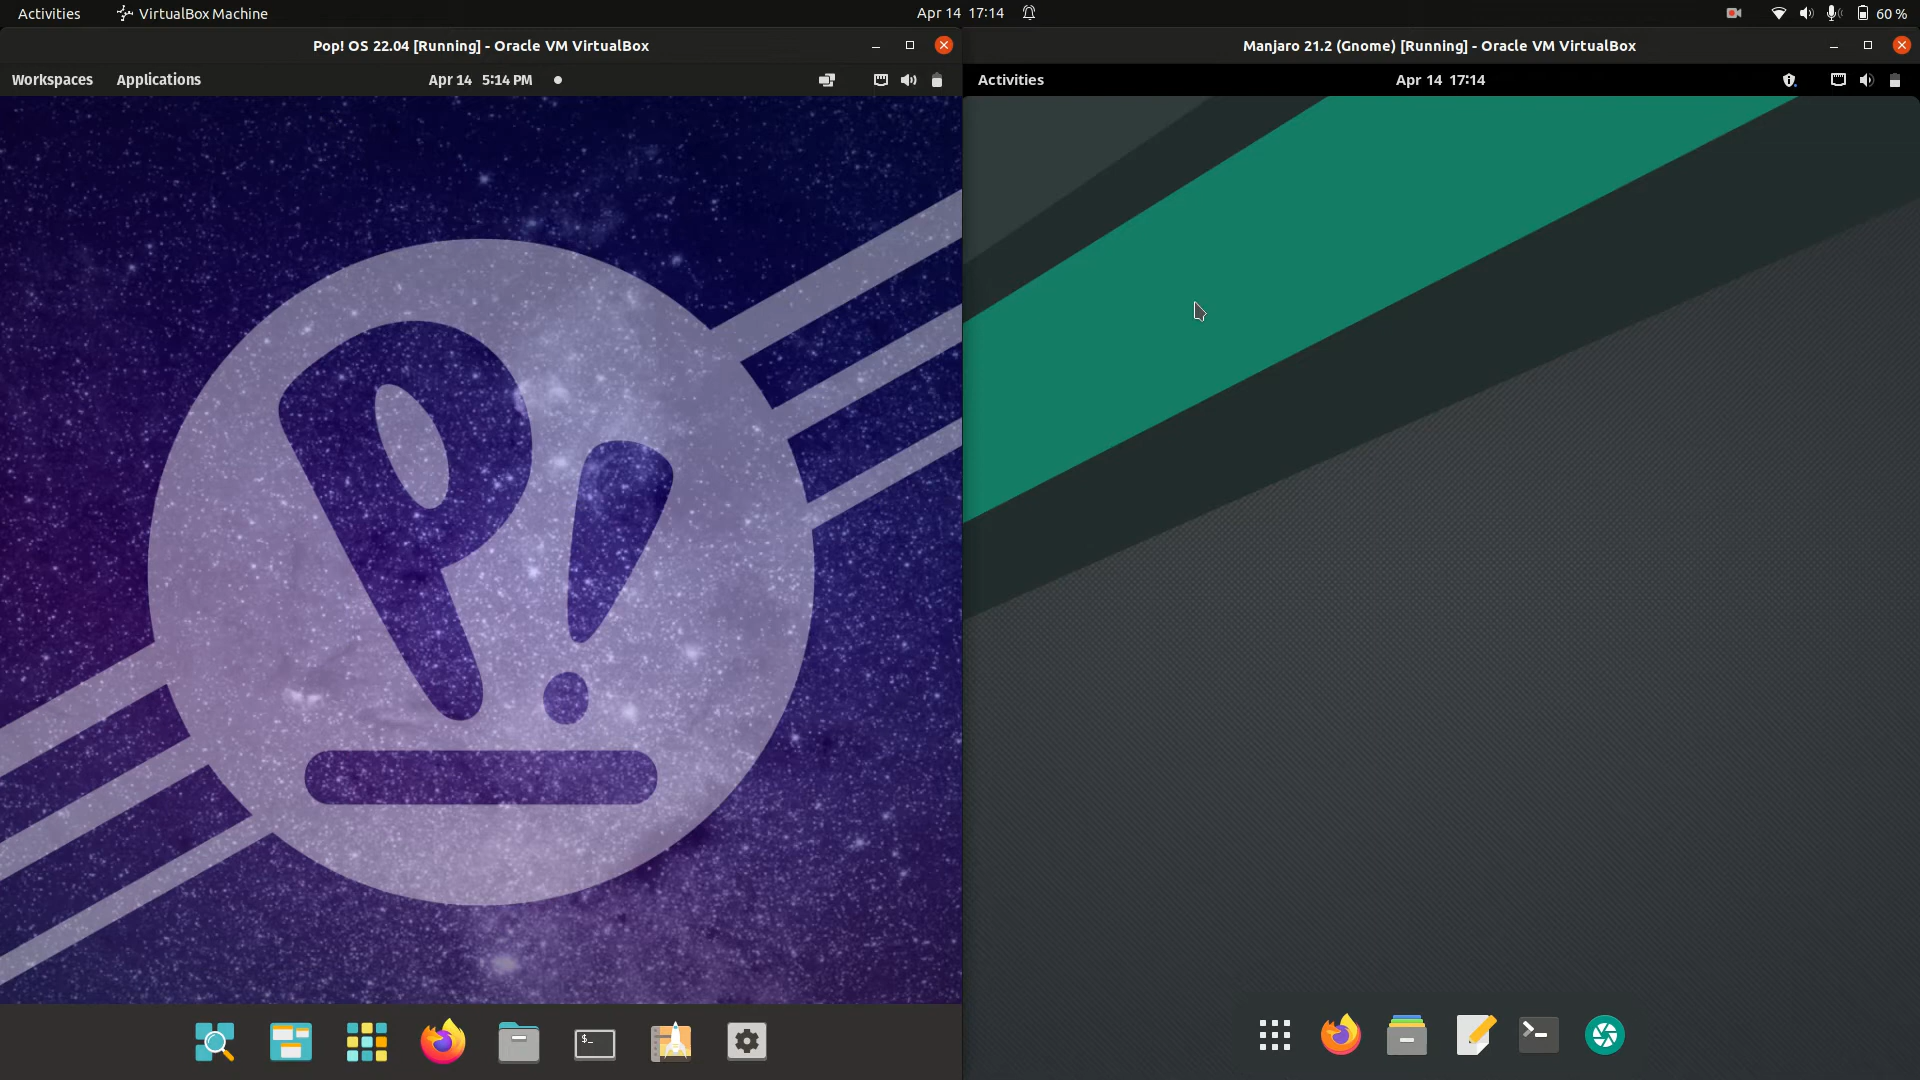 Activities VirtualBox Machine Apr 14 17:14 60 %
Pop! OS 22.04 [Running] - Oracle VM VirtualBox
Workspaces Applications Apr 14 5:14 PM
P!
$_
Manjaro 21.2 (Gnome) [Running] - Oracle VM VirtualBox
Activities Apr 14 17:14